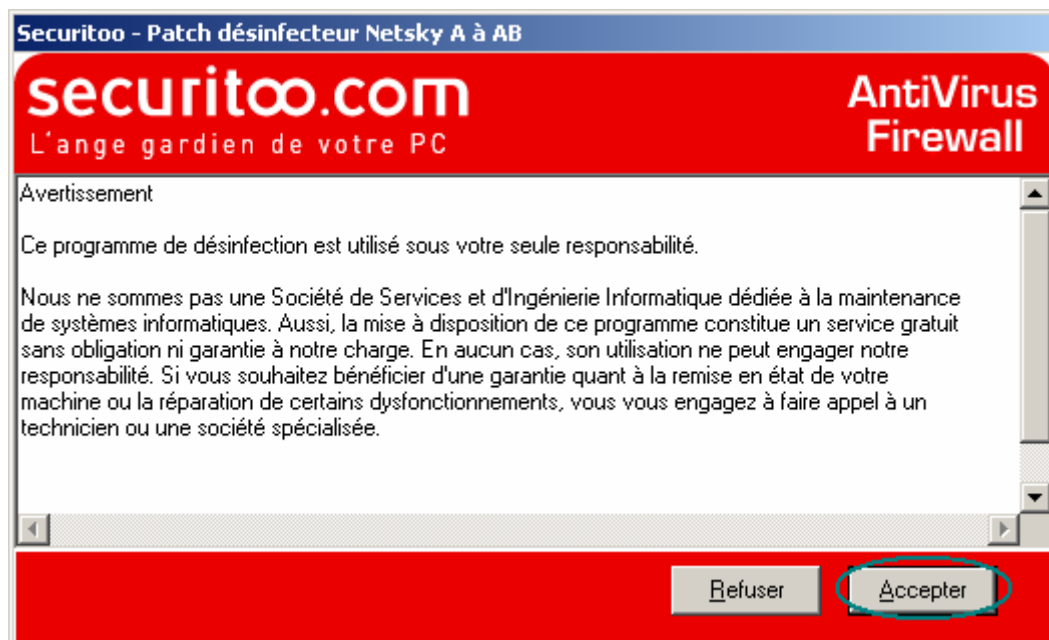 Securitoo - Patch désinfecteur Netsky A à AB
securitoo.com
L'ange gardien de votre PC
AntiVirus
Firewall
Avertissement
Ce programme de désinfection est utilisé sous votre seule responsabilité.
Nous ne sommes pas une Société de Services et d'Ingénierie Informatique dédiée à la maintenance
de systèmes informatiques. Aussi, la mise à disposition de ce programme constitue un service gratuit
sans obligation ni garantie à notre charge. En aucun cas, son utilisation ne peut engager notre
responsabilité. Si vous souhaitez bénéficier d'une garantie quant à la remise en état de votre
machine ou la réparation de certains dysfonctionnements, vous vous engagez à faire appel à un
technicien ou une société spécialisée.
Refuser
Accepter